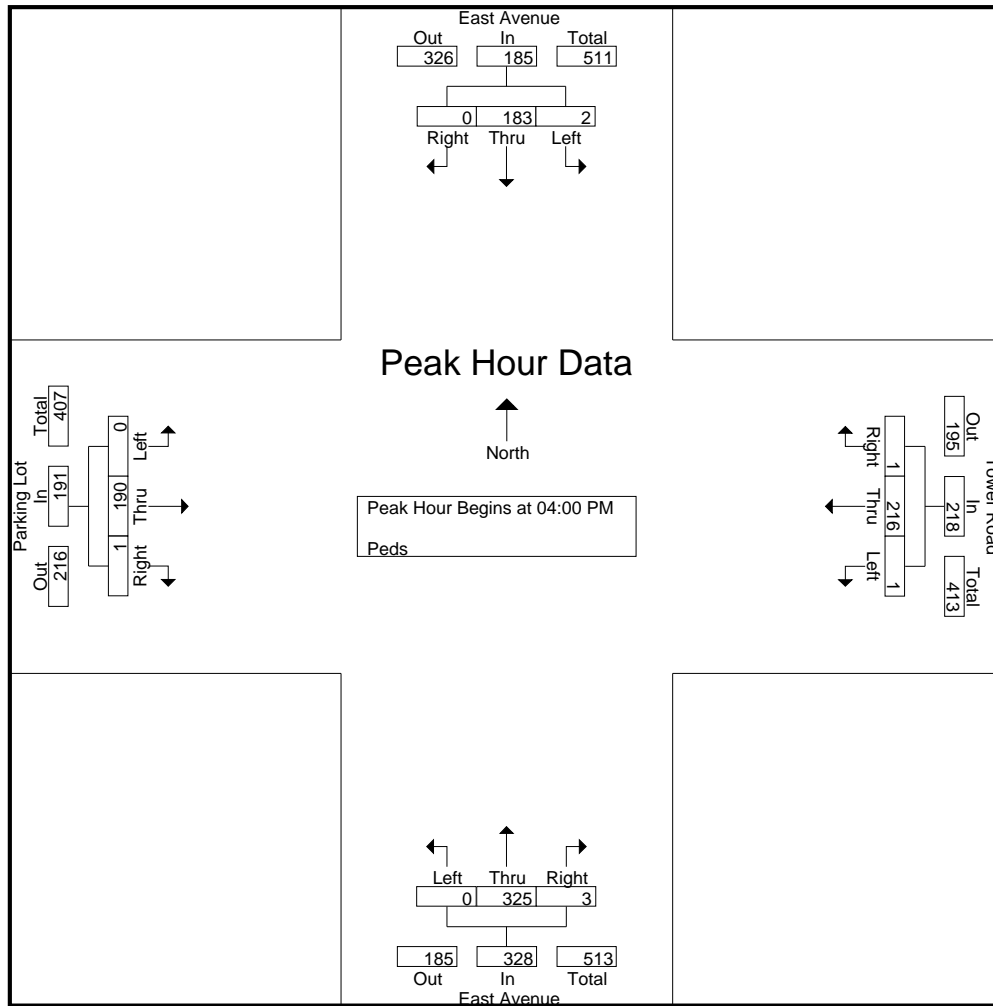 East Avenue
Out In Total
326 185 511
0 183 2
Right Thru Left
Peak Hour Data
North
Peak Hour Begins at 04:00 PM
Peds
Parking Lot
Out In Total
216 191 407
1 190 0
Right Thru Left
Tower Road
Out In Total
195 218 413
1 216 1
Right Thru Left
Left Thru Right
0 325 3
185 328 513
Out In Total
East Avenue